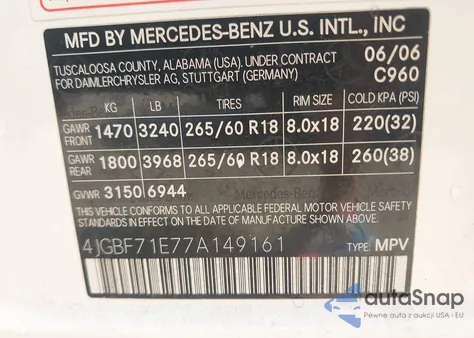 MFD BY MERCEDES-BENZ U.S. INTL., INC
TUSCALOOSA COUNTY, ALABAMA (USA). UNDER CONTRACT 06/06
FOR DAIMLERCHRYSLER AG, STUTTGART (GERMANY) C960
KG LB TIRES RIM SIZE COLD KPA (PSI)
GAWR FRONT 1470 3240 265/60 R18 8.0x18 220(32)
GAWR REAR 1800 3968 265/60 R18 8.0x18 260(38)
GVWR 3150 6944 Mercedes-Benz
THIS VEHICLE CONFORMS TO ALL APPLICABLE FEDERAL MOTOR VEHICLE SAFETY
STANDARDS IN EFFECT ON THE DATE OF MANUFACTURE SHOWN ABOVE.
4JGBF71E77A149161 TYPE: MPV
autoSnap
Pewne auta z aukcji USA i EU